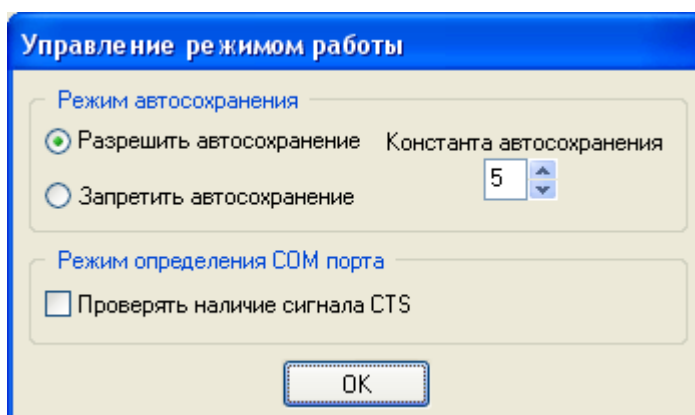 Управление режимом работы
Режим автосохранения
Разрешить автосохранение
Константа автосохранения
5
Запретить автосохранение
Режим определения COM порта
Проверять наличие сигнала CTS
OK